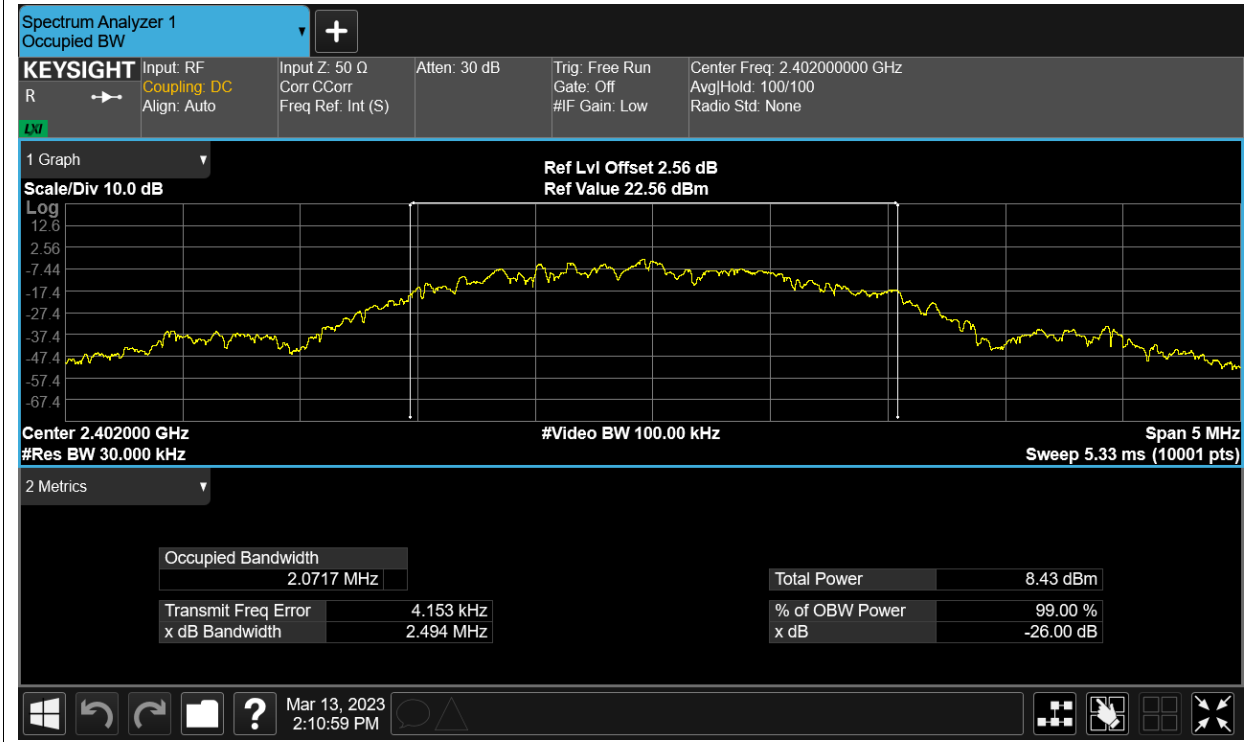 Spectrum Analyzer 1
Occupied BW
KEYSIGHT
R
LXI
Input: RF
Coupling: DC
Align: Auto
Input Z: 50 Ω
Corr CCorr
Freq Ref: Int (S)
Atten: 30 dB
Trig: Free Run
Gate: Off
#IF Gain: Low
Center Freq: 2.402000000 GHz
Avg|Hold: 100/100
Radio Std: None
1 Graph
Scale/Div 10.0 dB
Ref Lvl Offset 2.56 dB
Ref Value 22.56 dBm
Log
12.6
2.56
-7.44
-17.4
-27.4
-37.4
-47.4
-57.4
-67.4
Center 2.402000 GHz
#Video BW 100.00 kHz
Span 5 MHz
#Res BW 30.000 kHz
Sweep 5.33 ms (10001 pts)
2 Metrics
Occupied Bandwidth
2.0717 MHz
Total Power 8.43 dBm
Transmit Freq Error 4.153 kHz
% of OBW Power 99.00 %
x dB Bandwidth 2.494 MHz
x dB -26.00 dB
?
Mar 13, 2023
2:10:59 PM